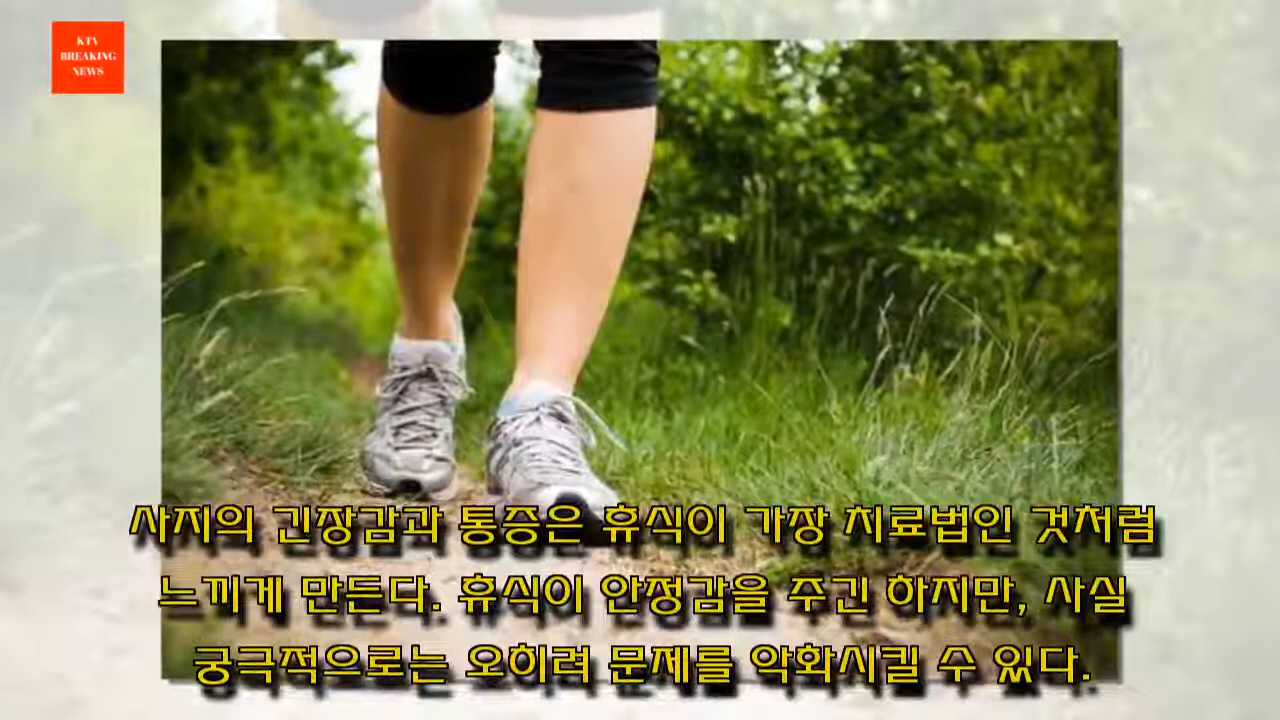 KTV
BREAKING
NEWS
사지의 긴장감과 통증은 휴식이 가장 치료법인 것처럼
느끼게 만든다. 휴식이 안정감을 주긴 하지만, 사실
궁극적으로는 오히려 문제를 악화시킬 수 있다.